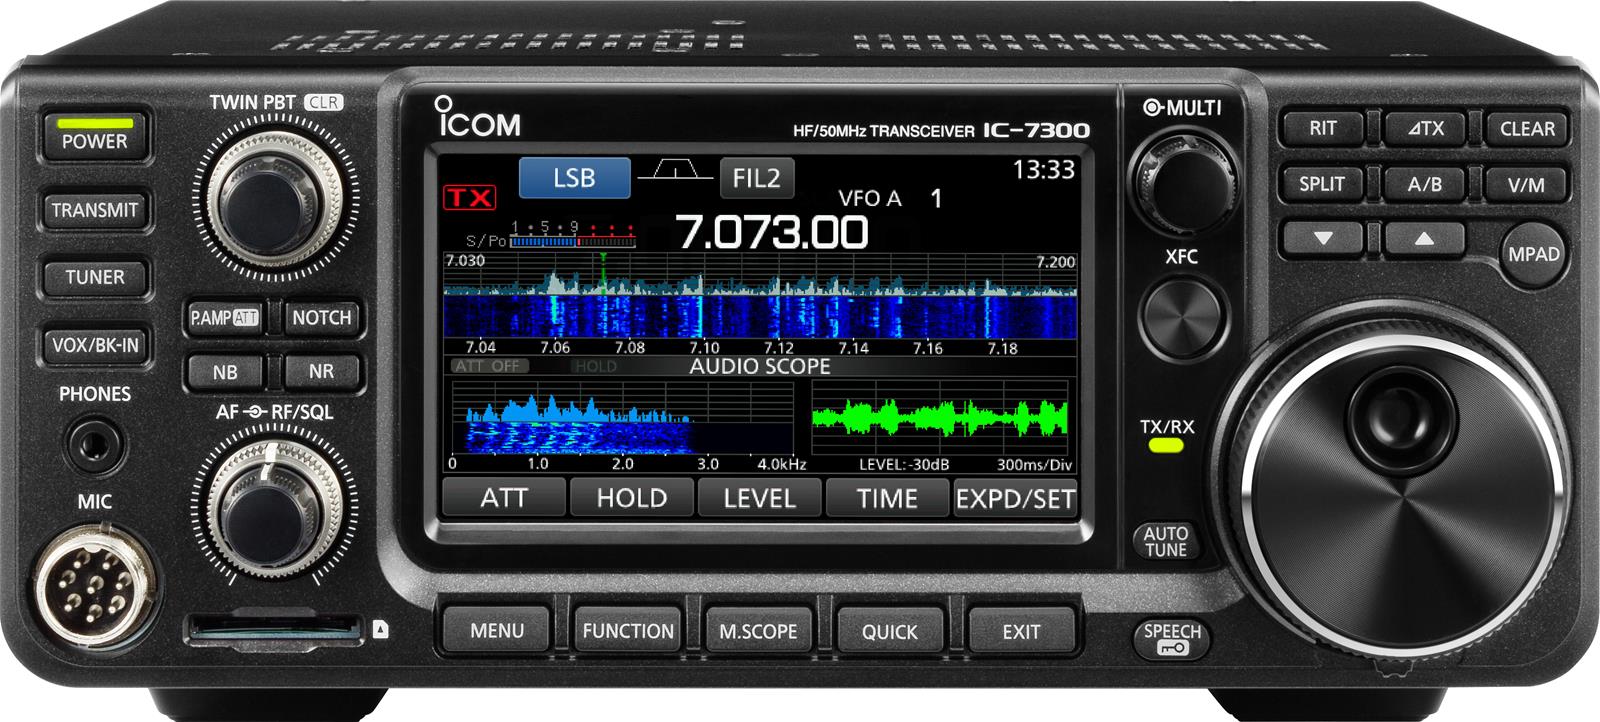 TWIN PBT CLR
POWER
TRANSMIT
TUNER
VOX/BK-IN
P.AMP ATT
NOTCH
NB
NR
PHONES
AF RF/SQL
MIC
ICOM
HF/50MHz TRANSCEIVER IC-7300
LSB
FIL2
13:33
TX
VFO A 1
1 5 9
S/Po
7.073.00
7.030
7.200
7.04 7.06 7.08 7.10 7.12 7.14 7.16 7.18
ATT OFF
HOLD
AUDIO SCOPE
0 1.0 2.0 3.0 4.0kHz
LEVEL:-30dB 300ms/Div
ATT
HOLD
LEVEL
TIME
EXPD/SET
MENU
FUNCTION
M.SCOPE
QUICK
EXIT
MULTI
XFC
TX/RX
AUTO
TUNE
SPEECH
RIT
⊿TX
CLEAR
SPLIT
A/B
V/M
MPAD